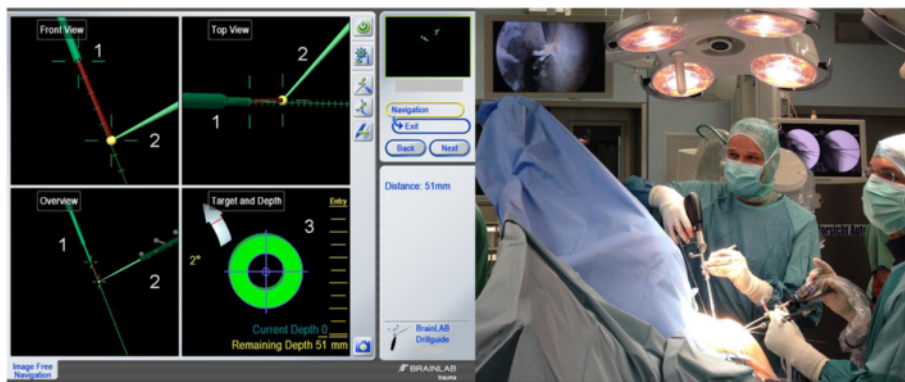 Front View
1
2
Top View
2
1
Overview
1
2
Target and Depth
3
Entry
2°
Current Depth 0
Remaining Depth 51 mm
Navigation
Exit
Back
Next
Distance: 51mm
BrainLAB
Drillguide
Image Free
Navigation
BRAINLAB
trauma